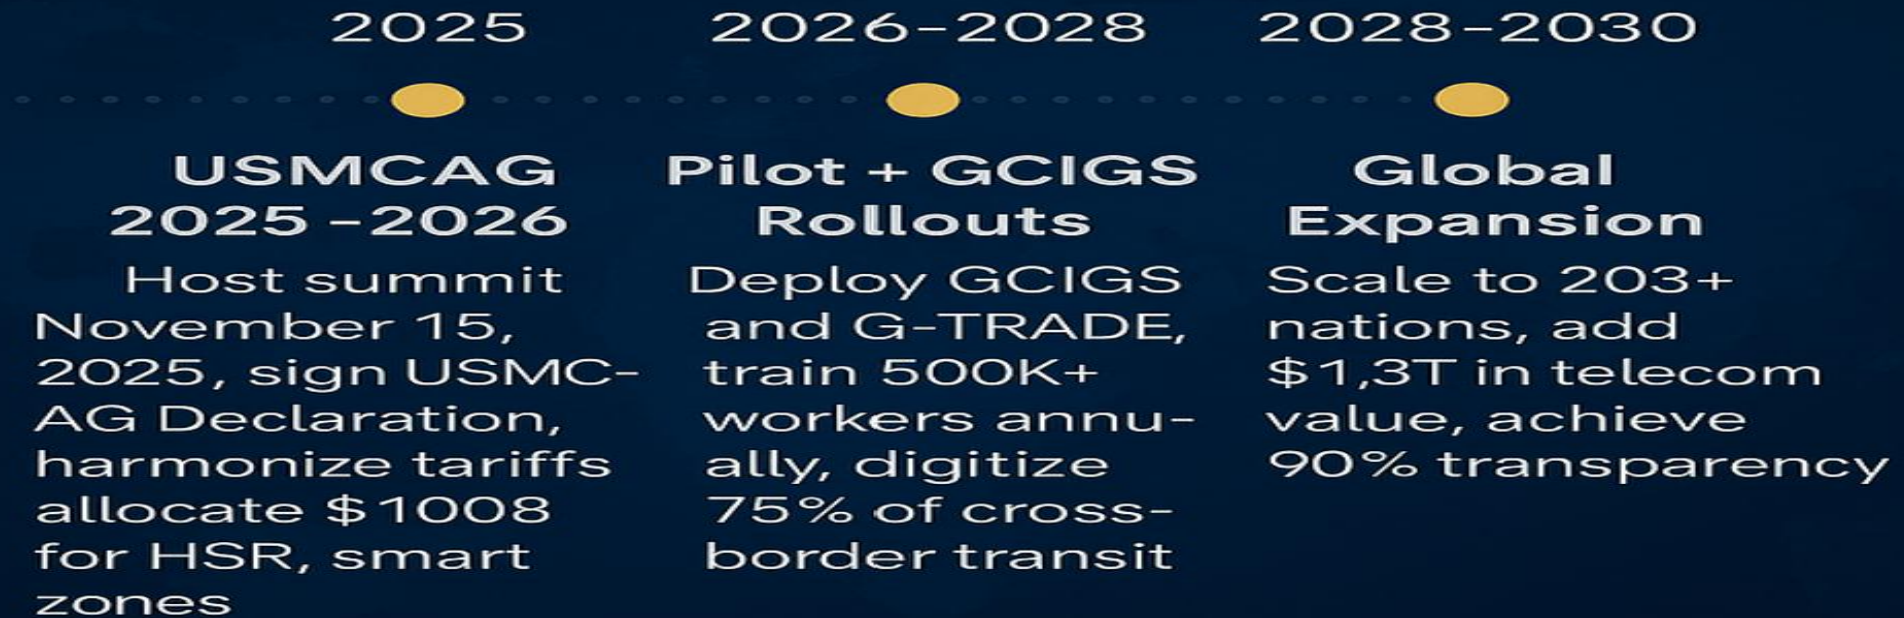 2025
USMCAG
2025 -2026
Host summit
November 15,
2025, sign USMC-
AG Declaration,
harmonize tariffs
allocate $1008
for HSR, smart
zones
2026-2028
Pilot + GCIGS
Rollouts
Deploy GCIGS
and G-TRADE,
train 500K+
workers annu-
ally, digitize
75% of cross-
border transit
2028-2030
Global
Expansion
Scale to 203+
nations, add
$1,3T in telecom
value, achieve
90% transparency